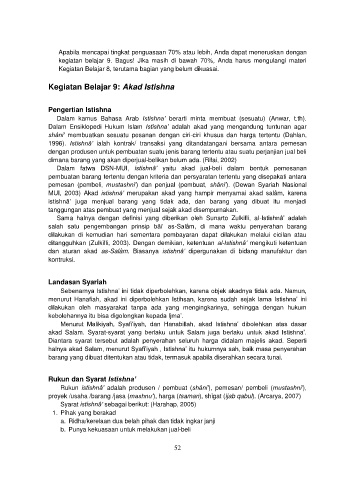 Apabila mencapai tingkat penguasaan 70% atau lebih, Anda dapat meneruskan dengan
kegiatan belajar 9. Bagus! Jika masih di bawah 70%, Anda harus mengulangi materi
Kegiatan Belajar 8, terutama bagian yang belum dikuasai.
Kegiatan Belajar 9: Akad Istishna
Pengertian Istishna
Dalam kamus Bahasa Arab Istishna' berarti minta membuat (sesuatu) (Anwar, t.th).
Dalam Ensiklopedi Hukum Islam Istishna' adalah akad yang mengandung tuntunan agar
shâni' membuatkan sesuatu pesanan dengan ciri-ciri khusus dan harga tertentu (Dahlan.
1996). Istishnâ' ialah kontrak/ transaksi yang ditandatangani bersama antara pemesan
dengan produsen untuk pembuatan suatu jenis barang tertentu atau suatu perjanjian jual beli
dimana barang yang akan diperjual-belikan belum ada. (Rifai, 2002)
Dalam fatwa DSN-MUI, istishnâ' yaitu akad jual-beli dalam bentuk pemesanan
pembuatan barang tertentu dengan kriteria dan persyaratan tertentu yang disepakati antara
pemesan (pembeli, mustashni') dan penjual (pembuat, shâni'). (Dewan Syariah Nasional
MUI, 2003) Akad istishnâ' merupakan akad yang hampir menyamai akad salâm, karena
istishnâ' juga menjual barang yang tidak ada, dan barang yang dibuat itu menjadi
tanggungan atas pembuat yang menjual sejak akad disempurnakan.
Sama halnya dengan definisi yang diberikan oleh Sunarto Zulkifli, al-Istishnâ' adalah
salah satu pengembangan prinsip bâi' as-Salâm, di mana waktu penyerahan barang
dilakukan di kemudian hari sementara pembayaran dapat dilakukan melalui cicilan atau
ditangguhkan (Zulkifli, 2003). Dengan demikian, ketentuan al-Istishnâ' mengikuti ketentuan
dan aturan akad as-Salâm. Biasanya istishnâ' dipergunakan di bidang manufaktur dan
kontruksi.
Landasan Syariah
Sebenarnya Istishna' ini tidak diperbolehkan, karena objek akadnya tidak ada. Namun,
menurut Hanafiah, akad ini diperbolehkan Istihsan, karena sudah sejak lama Istishna' ini
dilakukan oleh masyarakat tanpa ada yang mengingkarinya, sehingga dengan hukum
kebolehannya itu bisa digolongkan kepada Ijma'.
Menurut Malikiyah, Syafi'iyah, dan Hanabillah, akad Istishna' dibolehkan atas dasar
akad Salam. Syarat-syarat yang berlaku untuk Salam juga berlaku untuk akad Istishna'.
Diantara syarat tersebut adalah penyerahan seluruh harga didalam majelis akad. Seperti
halnya akad Salam, menurut Syafi'iyah , Istishna' itu hukumnya sah, baik masa penyerahan
barang yang dibuat ditentukan atau tidak, termasuk apabila diserahkan secara tunai.
Rukun dan Syarat Istishna'
Rukun istishnâ' adalah produsen / pembuat (shâni'), pemesan/ pembeli (mustashni'),
proyek /usaha /barang /jasa (mashnu'), harga (tsaman), shigat (ijab qabul). (Arcarya, 2007)
Syarat istishnâ' sebagai berikut: (Harahap, 2005)
1. Pihak yang berakad
a. Ridha/kerelaan dua belah pihak dan tidak ingkar janji
b. Punya kekuasaan untuk melakukan jual-beli
52